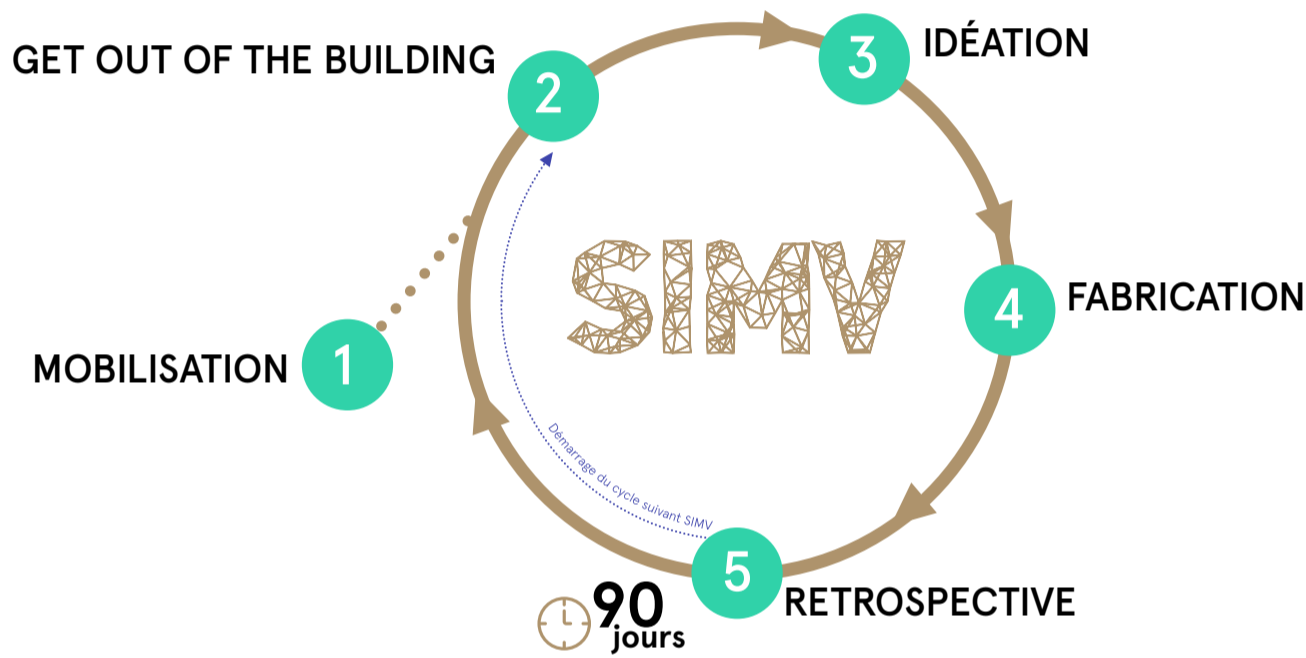 GET OUT OF THE BUILDING
2
3
IDÉATION
SIMV
4
FABRICATION
MOBILISATION
1
Démarrage du cycle suivant SIMV
5
RETROSPECTIVE
90
jours